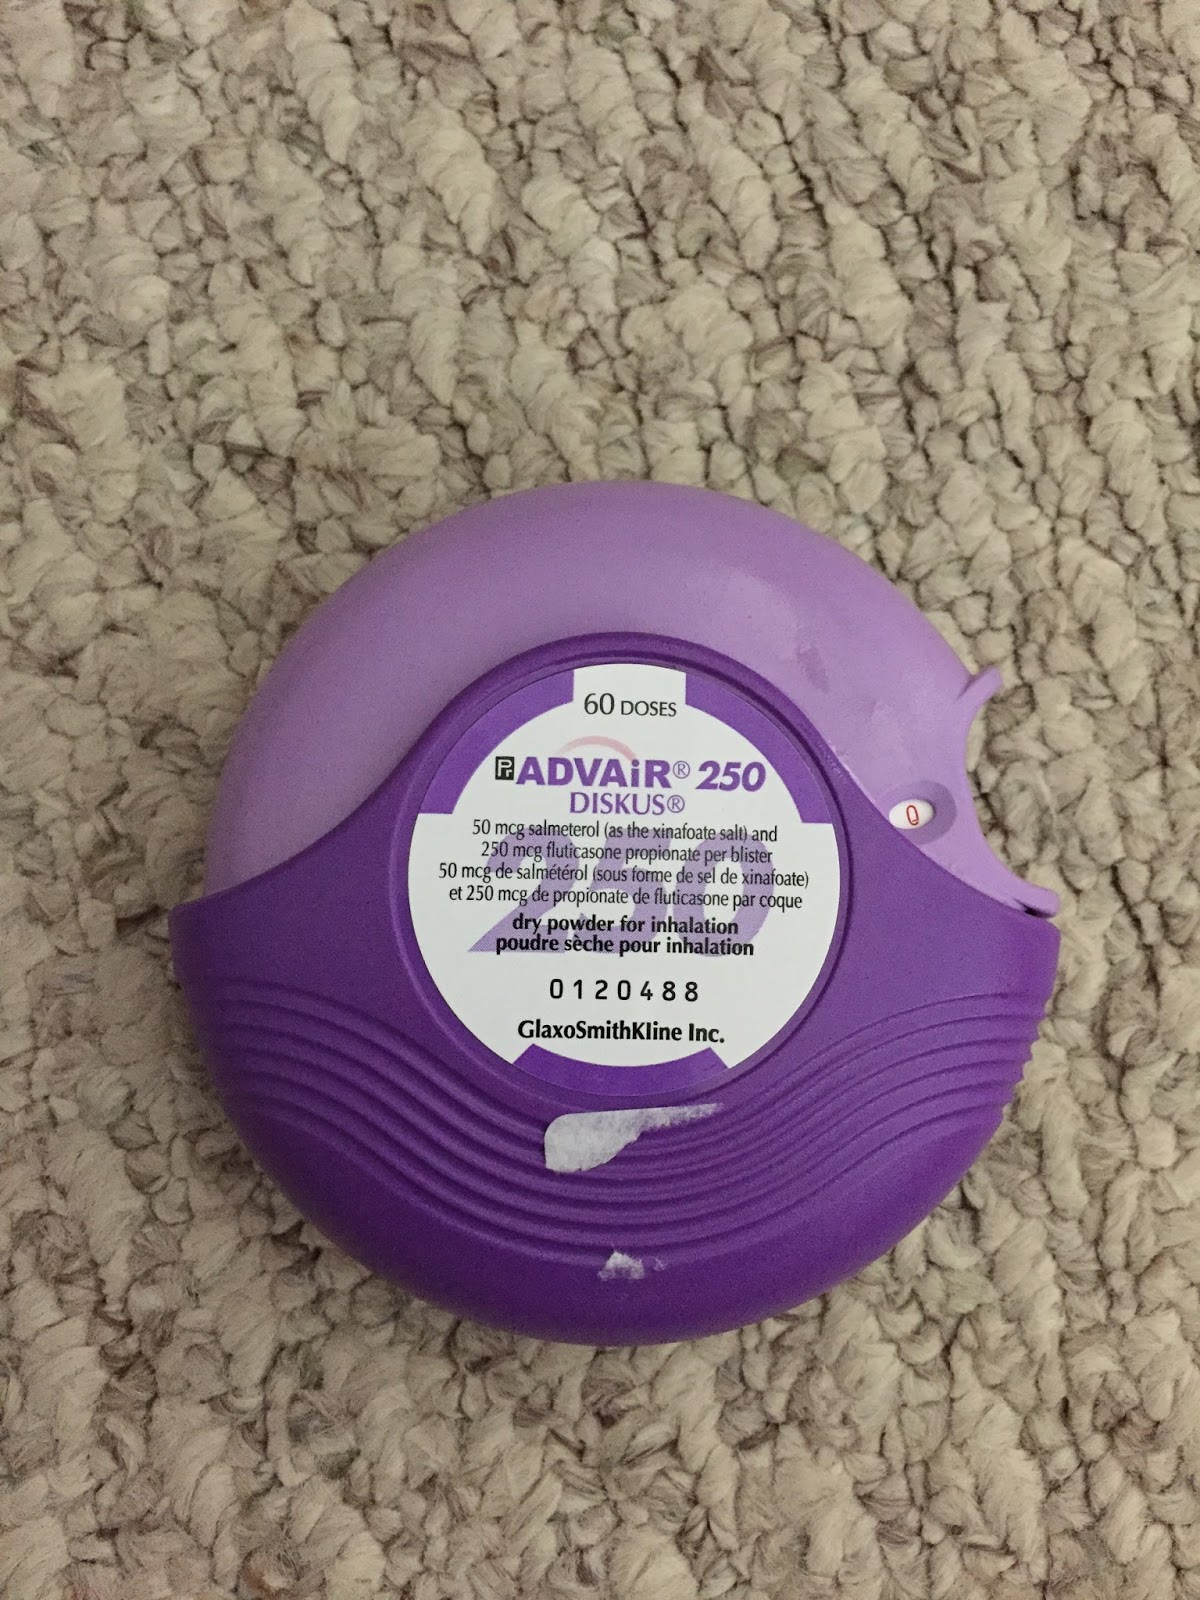 60 DOSES
Pr ADVAiR® 250
DISKUS®
50 mcg salmeterol (as the xinafoate salt) and
250 mcg fluticasone propionate per blister
50 mcg de salmétérol (sous forme de sel de xinafoate)
et 250 mcg de propionate de fluticasone par coque
250
dry powder for inhalation
poudre sèche pour inhalation
0120488
GlaxoSmithKline Inc.
0